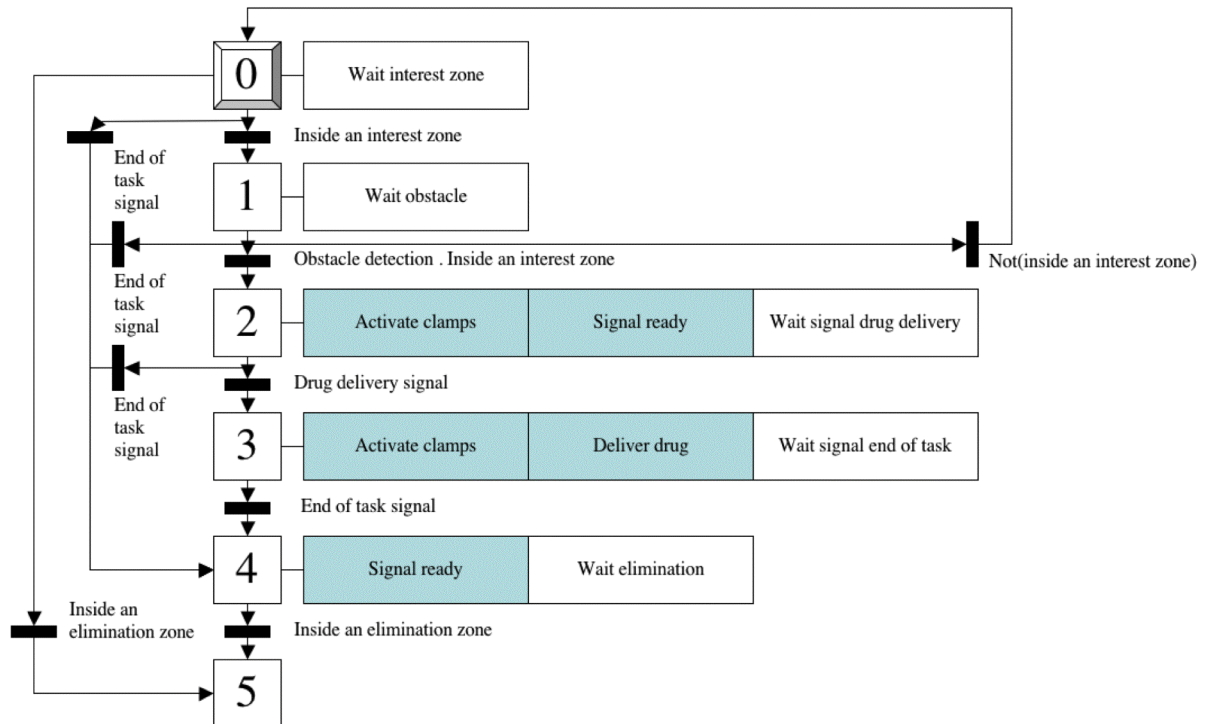 0
Wait interest zone
Inside an interest zone
End of
task
signal
1
Wait obstacle
Obstacle detection . Inside an interest zone
Not(inside an interest zone)
End of
task
signal
2
Activate clamps
Signal ready
Wait signal drug delivery
Drug delivery signal
End of
task
signal
3
Activate clamps
Deliver drug
Wait signal end of task
End of task signal
4
Signal ready
Wait elimination
Inside an
elimination zone
Inside an elimination zone
5